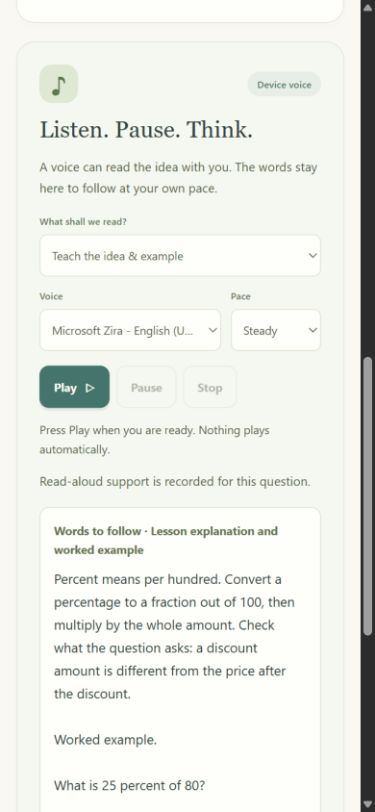 Device voice
Listen. Pause. Think.
A voice can read the idea with you. The words stay
here to follow at your own pace.
What shall we read?
Teach the idea & example
Voice
Pace
Microsoft Zira - English (U...
Steady
Play
Pause
Stop
Press Play when you are ready. Nothing plays
automatically.
Read-aloud support is recorded for this question.
Words to follow · Lesson explanation and
worked example
Percent means per hundred. Convert a
percentage to a fraction out of 100, then
multiply by the whole amount. Check
what the question asks: a discount
amount is different from the price after
the discount.
Worked example.
What is 25 percent of 80?